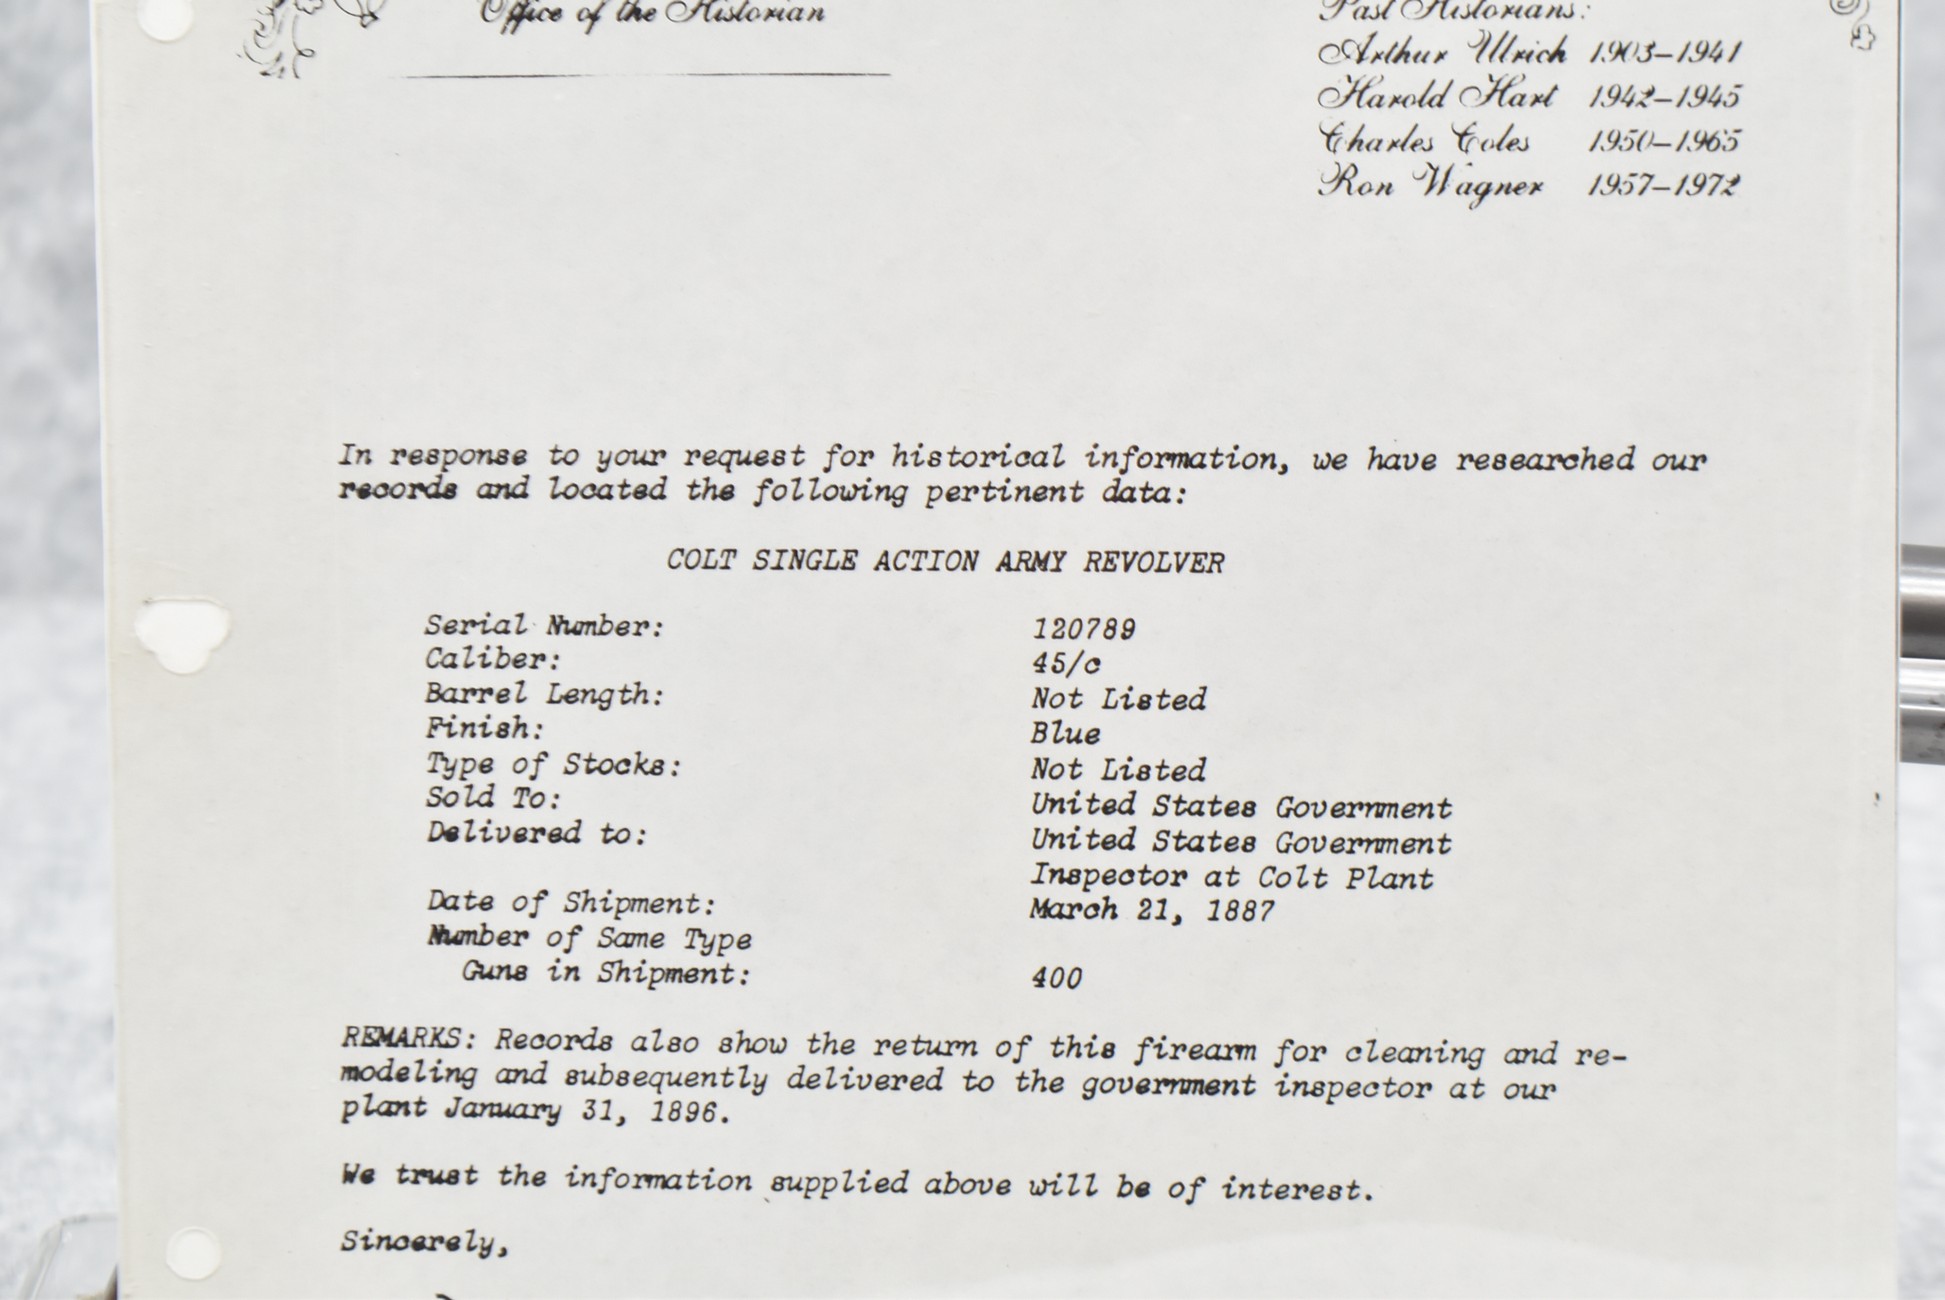 Office of the Historian
Past Historians:
Arthur Ulrich 1903-1941
Harold Hart 1942-1945
Charles Coles 1950-1965
Ron Wagner 1957-1972
In response to your request for historical information, we have researched our
records and located the following pertinent data:
COLT SINGLE ACTION ARMY REVOLVER
Serial Number: 120789
Caliber: 45/c
Barrel Length: Not Listed
Finish: Blue
Type of Stocks: Not Listed
Sold To: United States Government
Delivered to: United States Government
Inspector at Colt Plant
Date of Shipment: March 21, 1887
Number of Same Type
Guns in Shipment: 400
REMARKS: Records also show the return of this firearm for cleaning and re-
modeling and subsequently delivered to the government inspector at our
plant January 31, 1896.
We trust the information supplied above will be of interest.
Sincerely,